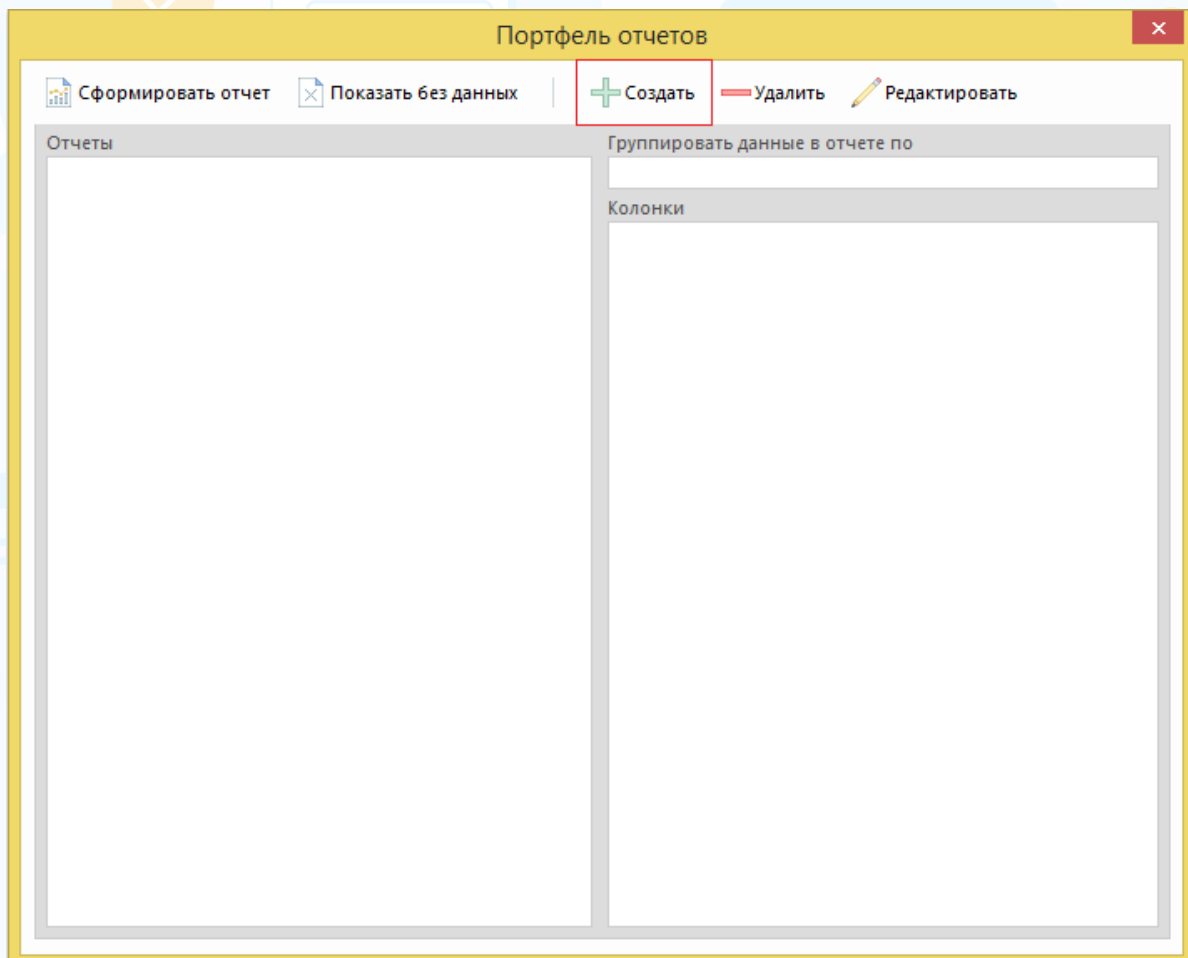 Портфель отчетов
Сформировать отчет Показать без данных Создать Удалить Редактировать
Отчеты
Группировать данные в отчете по
Колонки